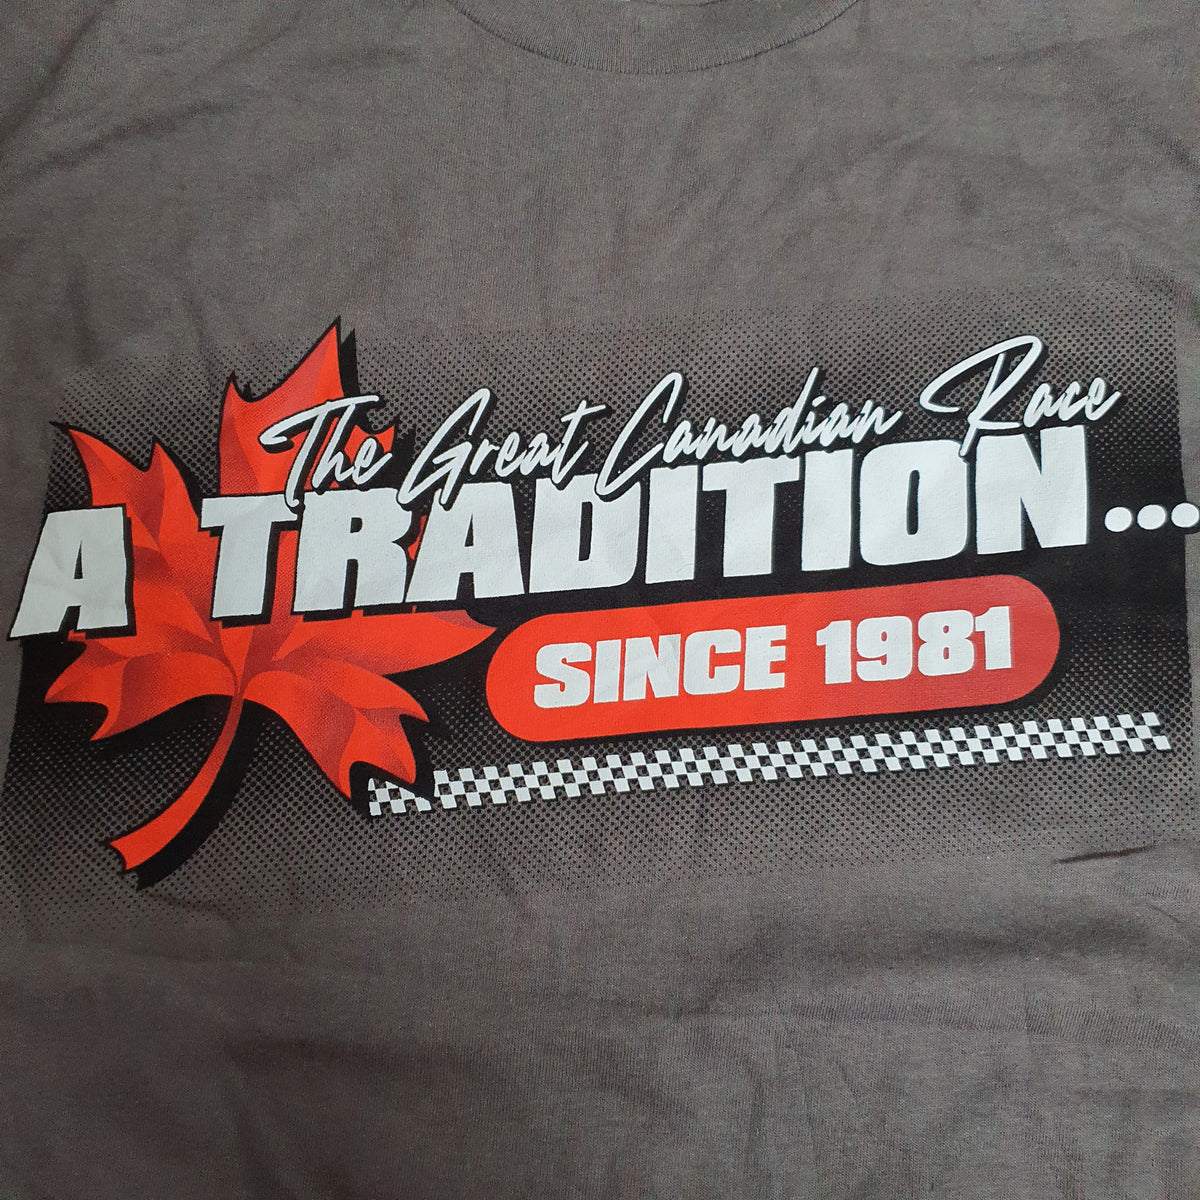 The Great Canadian Race
A TRADITION...
SINCE 1981